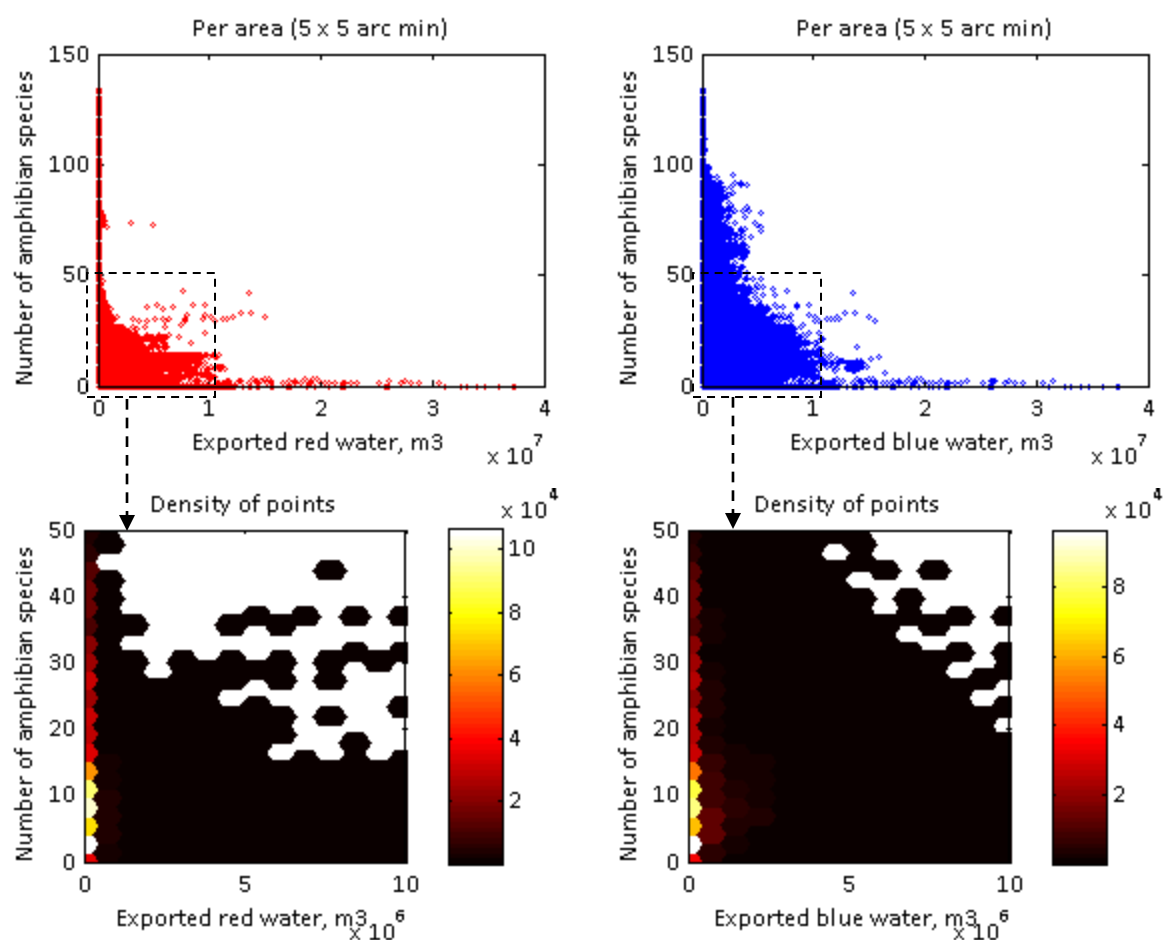 Per area (5 x 5 arc min)
150
100
50
0
Number of amphibian species
0 1 2 3 4
Exported red water, m3
x 10^7
Per area (5 x 5 arc min)
150
100
50
0
Number of amphibian species
0 1 2 3 4
Exported blue water, m3
x 10^7
Density of points
x 10^4
50
40
30
20
10
0
Number of amphibian species
0 5 10
Exported red water, m3
x 10^6
10
8
6
4
2
Density of points
x 10^4
50
40
30
20
10
0
Number of amphibian species
0 5 10
Exported blue water, m3
x 10^6
8
6
4
2